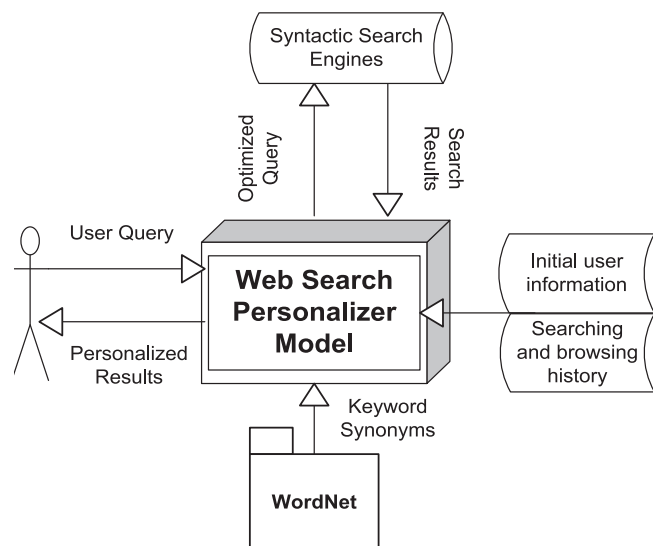 Syntactic Search
Engines
Optimized
Query
Search
Results
User Query
Web Search
Personalizer
Model
Initial user
information
Searching
and browsing
history
Personalized
Results
Keyword
Synonyms
WordNet